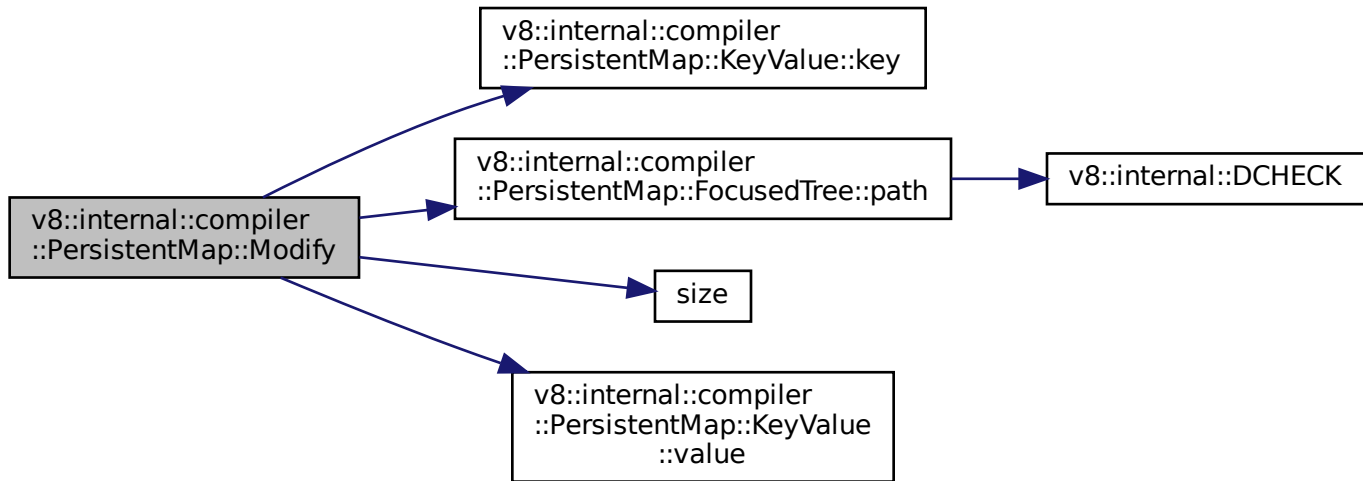 v8::internal::compiler
::PersistentMap::Modify
v8::internal::compiler
::PersistentMap::KeyValue::key
v8::internal::compiler
::PersistentMap::FocusedTree::path
v8::internal::DCHECK
size
v8::internal::compiler
::PersistentMap::KeyValue
::value